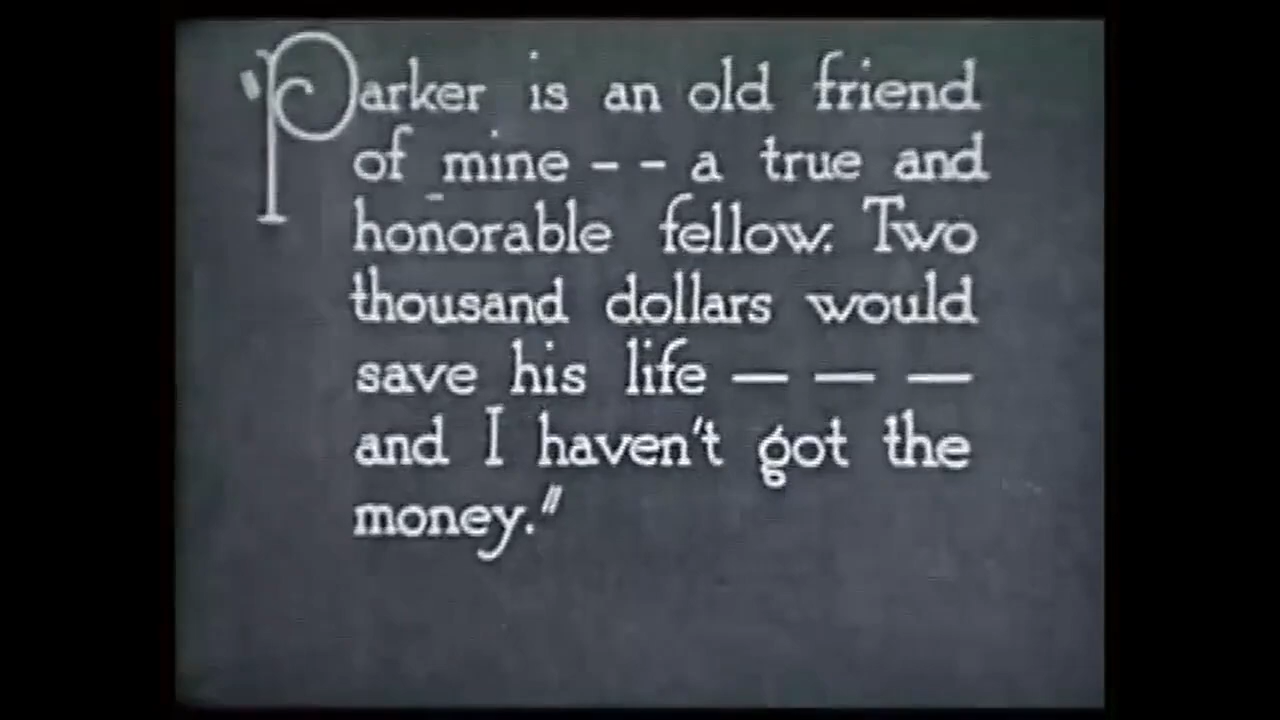 "Parker is an old friend
of mine -- a true and
honorable fellow. Two
thousand dollars would
save his life — — —
and I haven't got the
money."